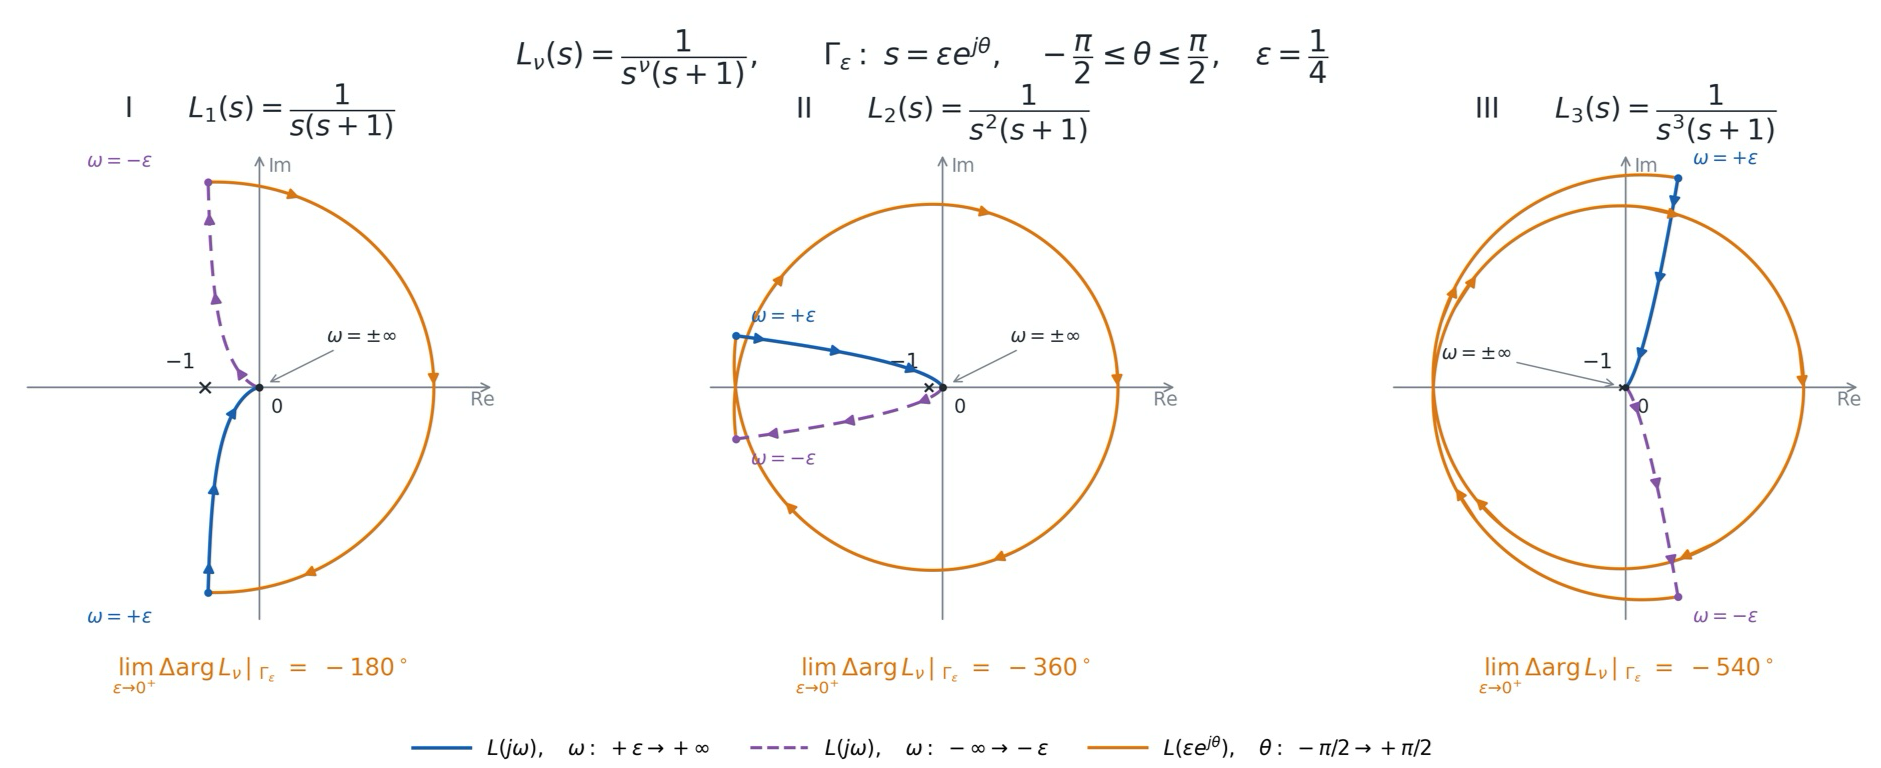 L_ν(s) = 1/(s^ν(s+1)), Γ_ε: s = εe^{jθ}, −π/2 ≤ θ ≤ π/2, ε = 1/4
I L_1(s) = 1/(s(s+1))
II L_2(s) = 1/(s^2(s+1))
III L_3(s) = 1/(s^3(s+1))
ω = −ε
Im
−1
ω = ±∞
0
Re
ω = +ε
lim_{ε→0^+} Δarg L_ν|_{Γ_ε} = −180°
Im
ω = +ε
−1
ω = ±∞
0
Re
ω = −ε
lim_{ε→0^+} Δarg L_ν|_{Γ_ε} = −360°
Im
ω = +ε
ω = ±∞
−1
0
Re
ω = −ε
lim_{ε→0^+} Δarg L_ν|_{Γ_ε} = −540°
L(jω), ω: +ε → +∞
L(jω), ω: −∞ → −ε
L(εe^{jθ}), θ: −π/2 → +π/2